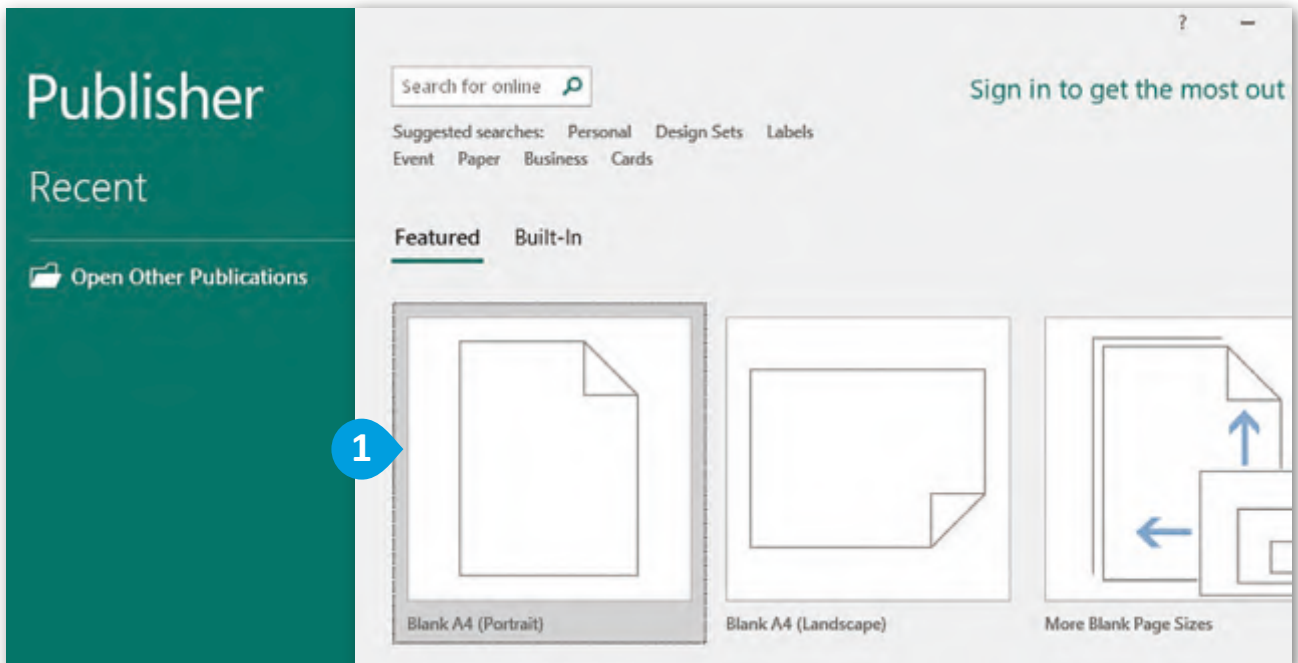 Publisher
Recent
Open Other Publications
?
Search for online
Sign in to get the most out
Suggested searches: Personal Design Sets Labels
Event Paper Business Cards
Featured Built-In
1
Blank A4 (Portrait) Blank A4 (Landscape) More Blank Page Sizes